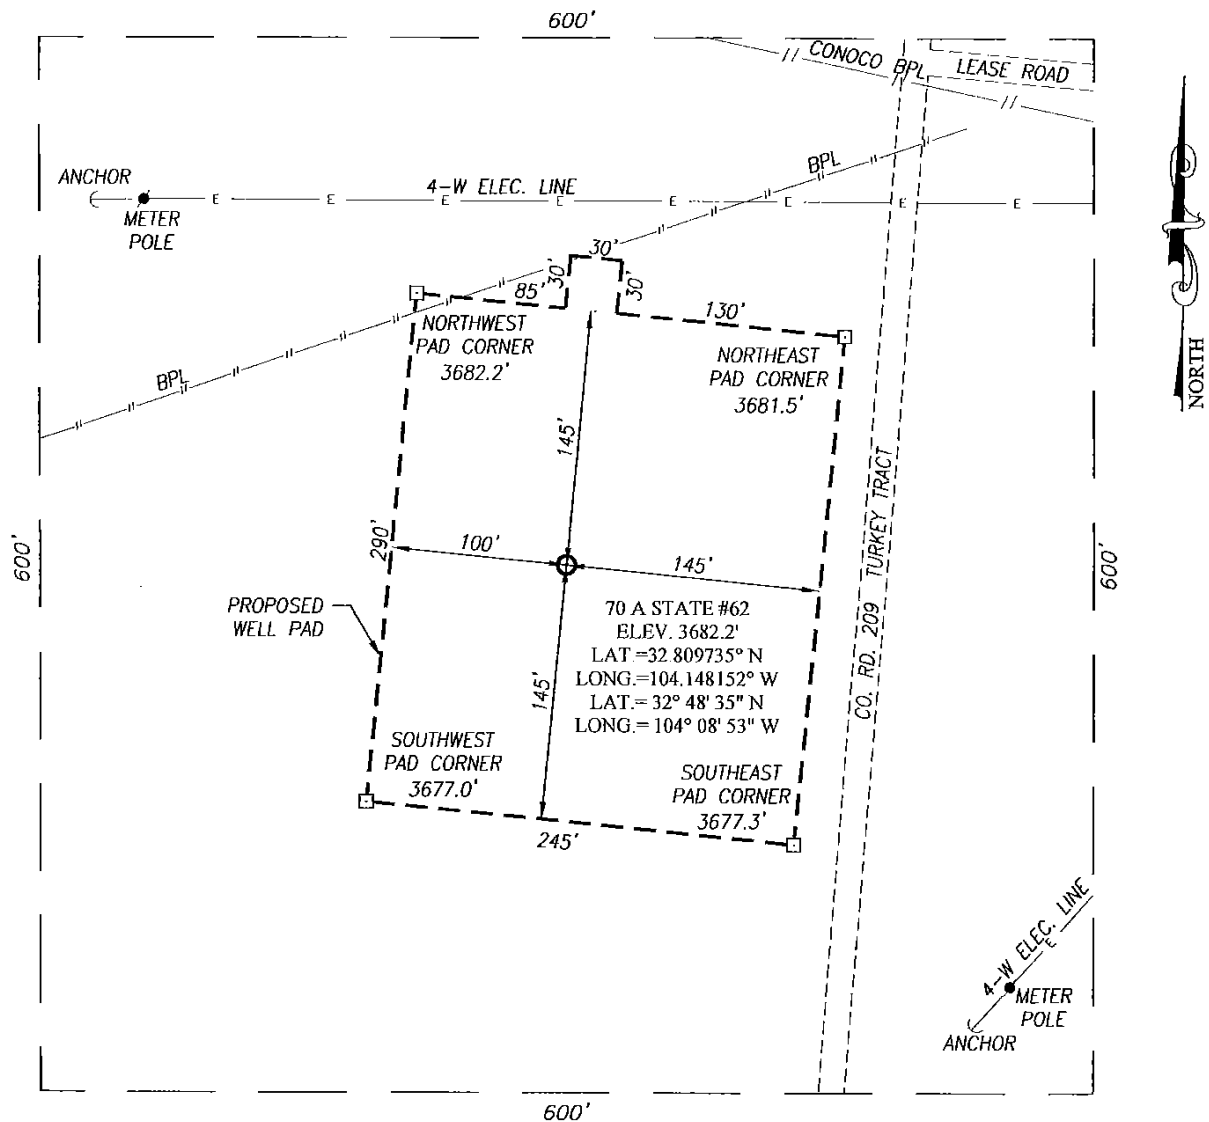 600'
CONOCO BPL
LEASE ROAD
BPL
ANCHOR
4-W ELEC. LINE
E E E E E E E E
METER
POLE
30'
30'
30'
85'
130'
NORTHWEST
PAD CORNER
3682.2'
NORTHEAST
PAD CORNER
3681.5'
BPL
NORTH
145'
290'
100'
145'
600'
600'
CO. RD. 209 TURKEY TRACT
PROPOSED
WELL PAD
70 A STATE #62
ELEV. 3682.2'
LAT.=32.809735° N
LONG.=104.148152° W
LAT.= 32° 48' 35" N
LONG.= 104° 08' 53" W
145'
SOUTHWEST
PAD CORNER
3677.0'
SOUTHEAST
PAD CORNER
3677.3'
245'
4-W ELEC. LINE
E
METER
POLE
ANCHOR
600'